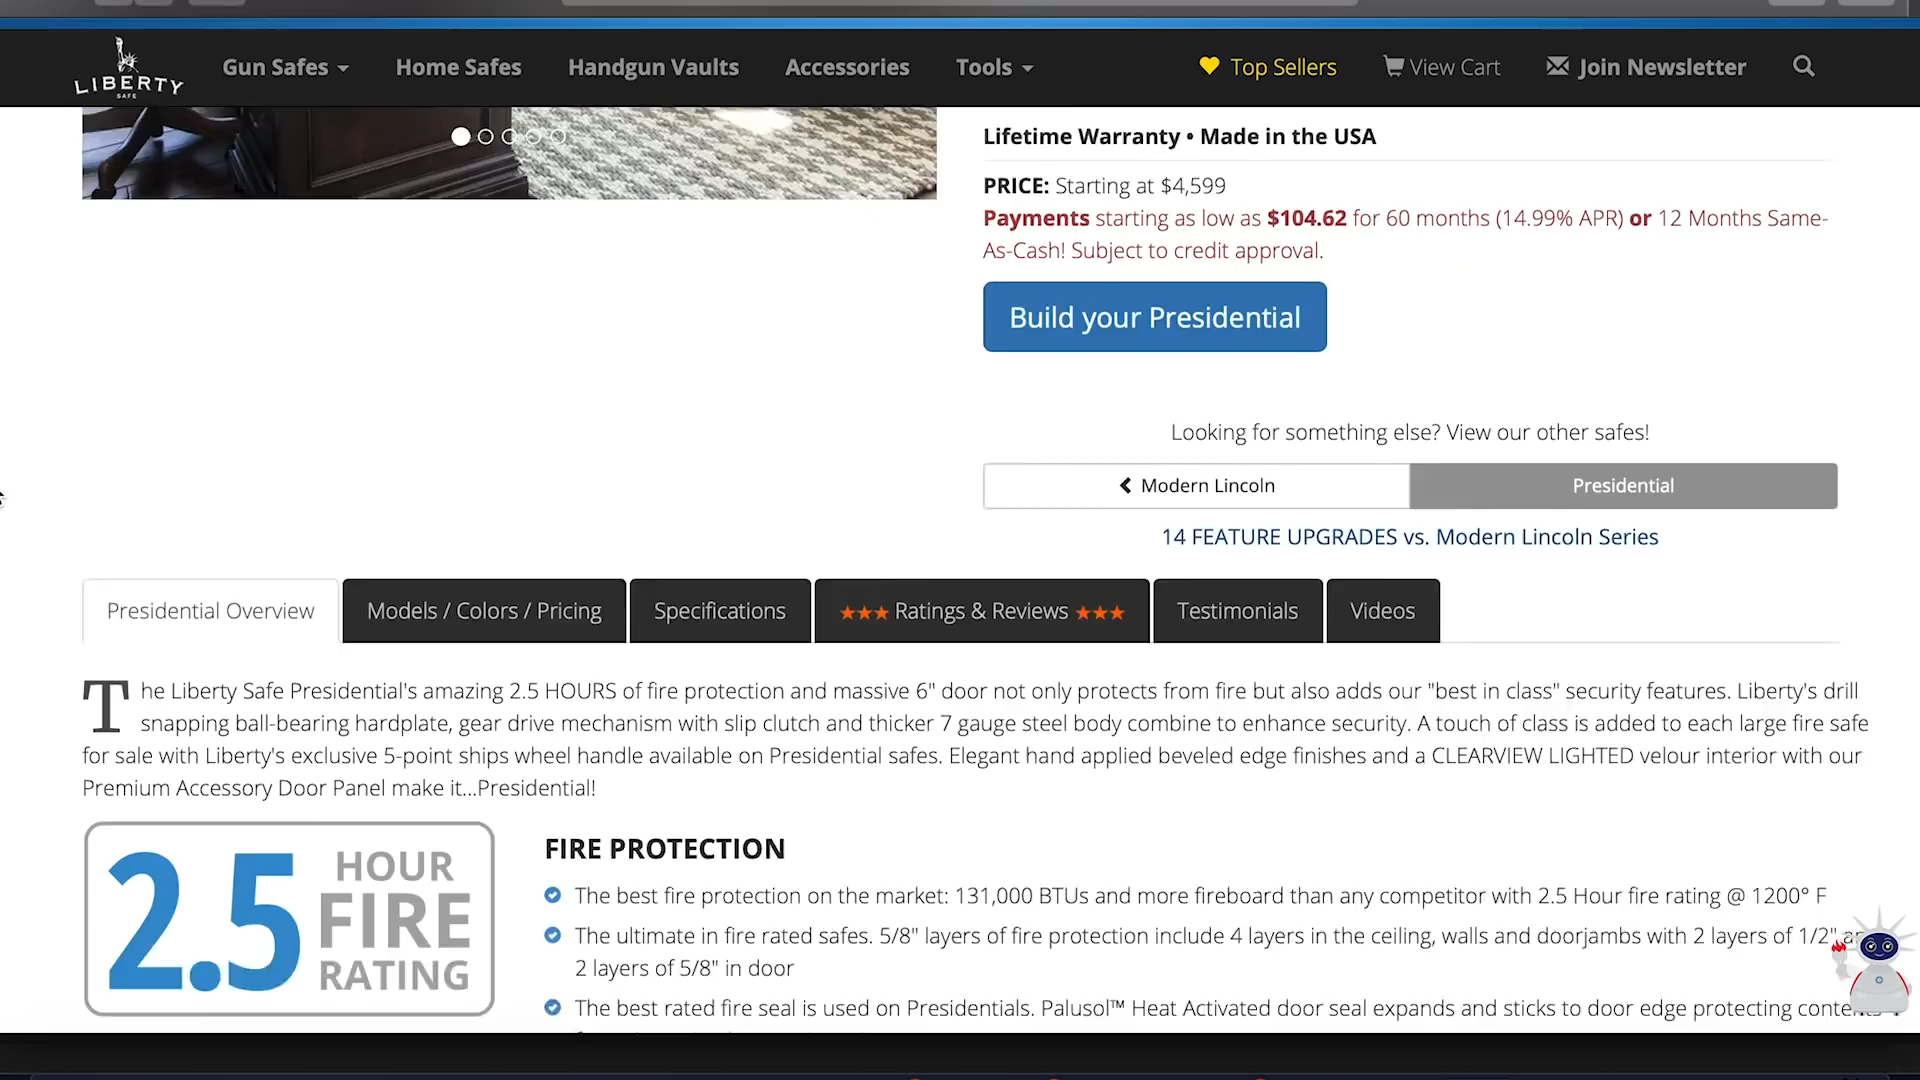 LIBERTY
SAFE
Gun Safes
Home Safes
Handgun Vaults
Accessories
Tools
Top Sellers
View Cart
Join Newsletter
Lifetime Warranty • Made in the USA
PRICE: Starting at $4,599
Payments starting as low as $104.62 for 60 months (14.99% APR) or 12 Months Same-
As-Cash! Subject to credit approval.
Build your Presidential
Looking for something else? View our other safes!
Modern Lincoln
Presidential
14 FEATURE UPGRADES vs. Modern Lincoln Series
Presidential Overview
Models / Colors / Pricing
Specifications
★★★ Ratings & Reviews ★★★
Testimonials
Videos
The Liberty Safe Presidential's amazing 2.5 HOURS of fire protection and massive 6" door not only protects from fire but also adds our "best in class" security features. Liberty's drill
snapping ball-bearing hardplate, gear drive mechanism with slip clutch and thicker 7 gauge steel body combine to enhance security. A touch of class is added to each large fire safe
for sale with Liberty's exclusive 5-point ships wheel handle available on Presidential safes. Elegant hand applied beveled edge finishes and a CLEARVIEW LIGHTED velour interior with our
Premium Accessory Door Panel make it...Presidential!
2.5 HOUR
FIRE
RATING
FIRE PROTECTION
The best fire protection on the market: 131,000 BTUs and more fireboard than any competitor with 2.5 Hour fire rating @ 1200° F
The ultimate in fire rated safes. 5/8" layers of fire protection include 4 layers in the ceiling, walls and doorjambs with 2 layers of 1/2"
2 layers of 5/8" in door
The best rated fire seal is used on Presidentials. Palusol™ Heat Activated door seal expands and sticks to door edge protecting